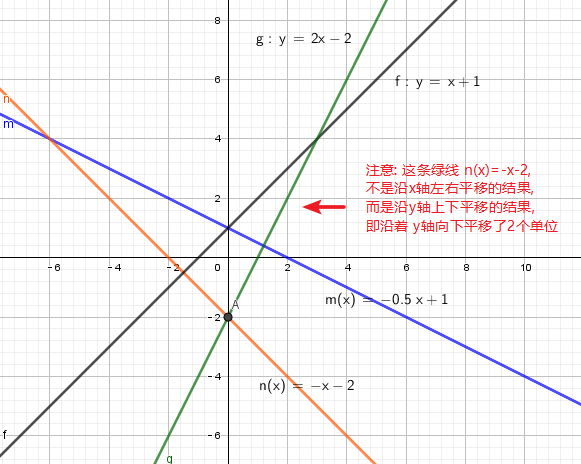 8
g : y = 2x − 2
6
f : y = x + 1
n
m
4
注意: 这条绿线 n(x)=-x-2,
不是沿x轴左右平移的结果,
而是沿y轴上下平移的结果,
即沿着 y轴向下平移了2个单位
2
−6 −4 −2 0 2 4 6 8 10
m(x) = −0.5 x + 1
A
−2
−4
n(x) = −x − 2
f
−6
g